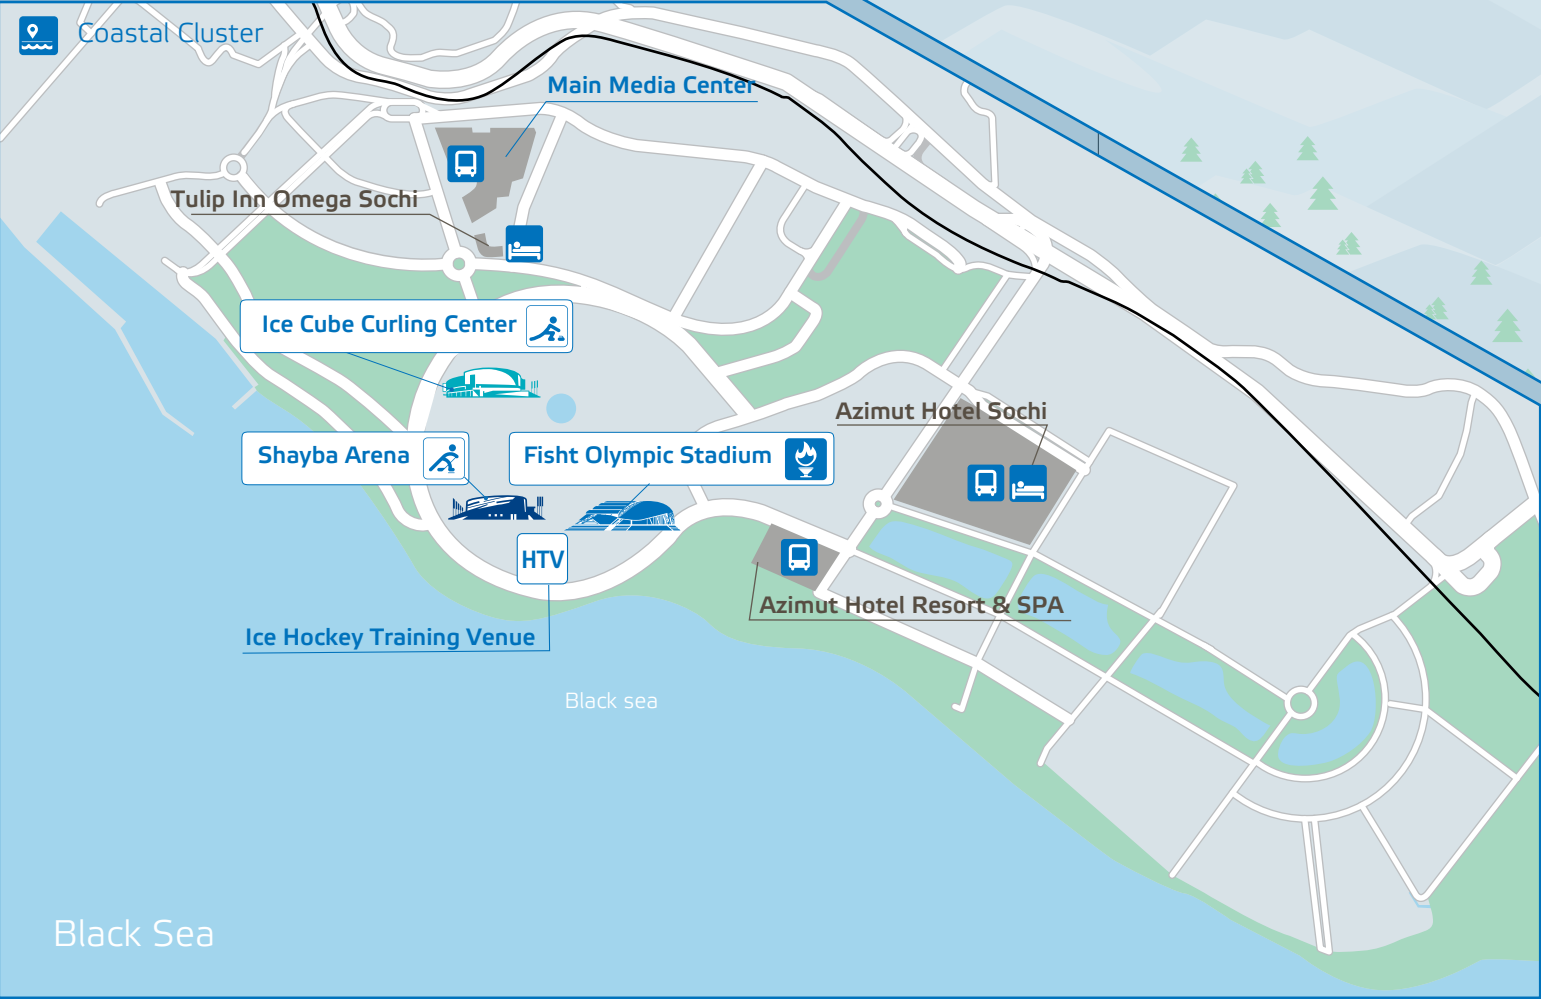 Coastal Cluster
Main Media Center
Tulip Inn Omega Sochi
Ice Cube Curling Center
Azimut Hotel Sochi
Shayba Arena
Fisht Olympic Stadium
HTV
Azimut Hotel Resort & SPA
Ice Hockey Training Venue
Black sea
Black Sea